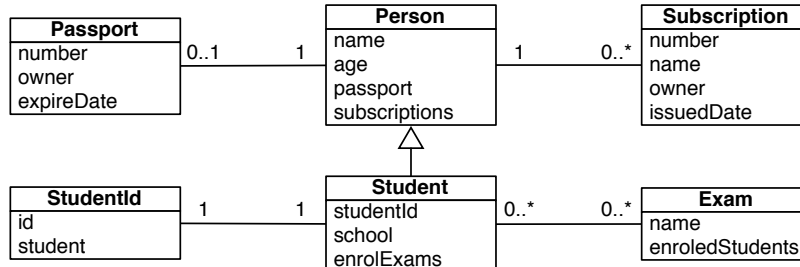 Passport
number
owner
expireDate
0..1
1
Person
name
age
passport
subscriptions
1
0..*
Subscription
number
name
owner
issuedDate
StudentId
id
student
1
1
Student
studentId
school
enrolExams
0..*
0..*
Exam
name
enroledStudents